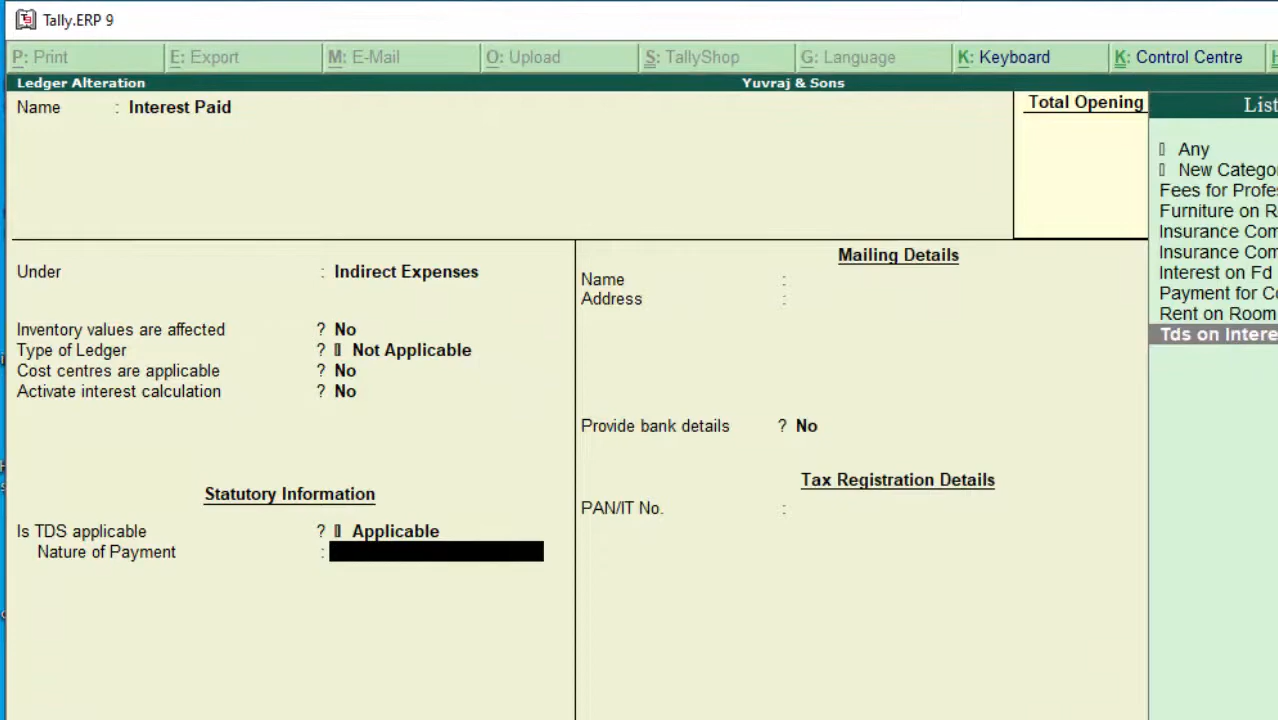 Tally.ERP 9
P: Print E: Export M: E-Mail O: Upload S: TallyShop G: Language K: Keyboard K: Control Centre H
Ledger Alteration Yuvraj & Sons
Name : Interest Paid
Total Opening
Under : Indirect Expenses
Inventory values are affected ? No
Type of Ledger ? Not Applicable
Cost centres are applicable ? No
Activate interest calculation ? No
Statutory Information
Is TDS applicable ? Applicable
Nature of Payment :
Mailing Details
Name :
Address :
Provide bank details ? No
Tax Registration Details
PAN/IT No. :
List
Any
New Categor
Fees for Profes
Furniture on R
Insurance Com
Insurance Com
Interest on Fd
Payment for Co
Rent on Room
Tds on Intere